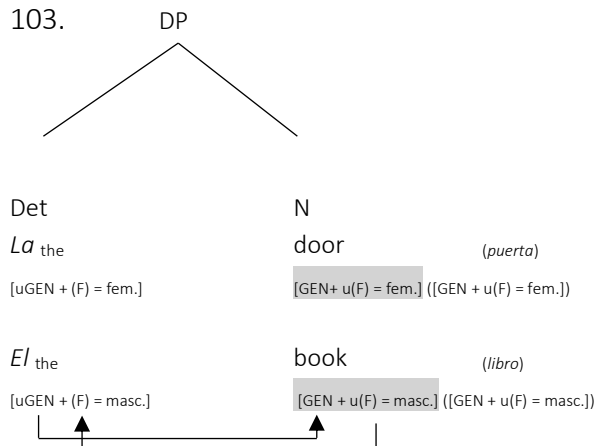 103. DP
Det N
La the door (puerta)
[uGEN + (F) = fem.] [GEN+ u(F) = fem.] ([GEN + u(F) = fem.])
El the book (libro)
[uGEN + (F) = masc.] [GEN + u(F) = masc.] ([GEN + u(F) = masc.])